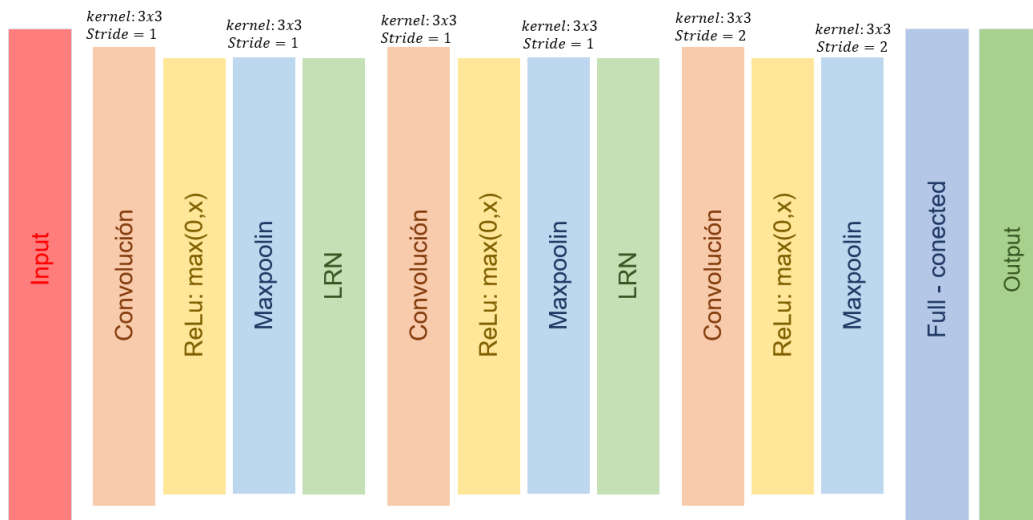 Input
kernel: 3x3
Stride = 1
Convolución
ReLu: max(0,x)
kernel: 3x3
Stride = 1
Maxpoolin
LRN
kernel: 3x3
Stride = 1
Convolución
ReLu: max(0,x)
kernel: 3x3
Stride = 1
Maxpoolin
LRN
kernel: 3x3
Stride = 2
Convolución
ReLu: max(0,x)
kernel: 3x3
Stride = 2
Maxpoolin
Full - conected
Output